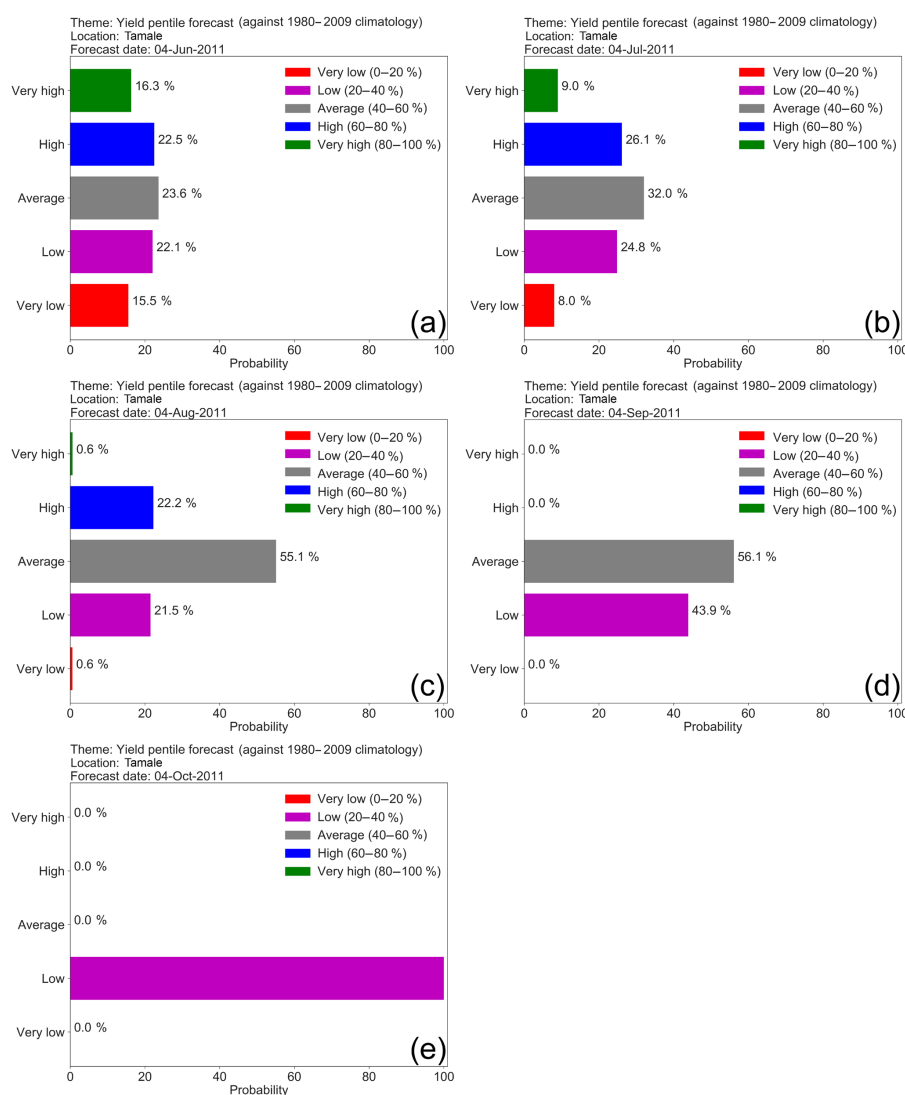 Theme: Yield pentile forecast (against 1980–2009 climatology)
Location: Tamale
Forecast date: 04-Jun-2011
Very high
High
Average
Low
Very low
16.3 %
22.5 %
23.6 %
22.1 %
15.5 %
Very low (0–20 %)
Low (20–40 %)
Average (40–60 %)
High (60–80 %)
Very high (80–100 %)
(a)
0 20 40 60 80 100
Probability
Theme: Yield pentile forecast (against 1980–2009 climatology)
Location: Tamale
Forecast date: 04-Jul-2011
Very high
High
Average
Low
Very low
9.0 %
26.1 %
32.0 %
24.8 %
8.0 %
Very low (0–20 %)
Low (20–40 %)
Average (40–60 %)
High (60–80 %)
Very high (80–100 %)
(b)
0 20 40 60 80 100
Probability
Theme: Yield pentile forecast (against 1980–2009 climatology)
Location: Tamale
Forecast date: 04-Aug-2011
Very high
High
Average
Low
Very low
0.6 %
22.2 %
55.1 %
21.5 %
0.6 %
Very low (0–20 %)
Low (20–40 %)
Average (40–60 %)
High (60–80 %)
Very high (80–100 %)
(c)
0 20 40 60 80 100
Probability
Theme: Yield pentile forecast (against 1980–2009 climatology)
Location: Tamale
Forecast date: 04-Sep-2011
Very high
High
Average
Low
Very low
0.0 %
0.0 %
56.1 %
43.9 %
0.0 %
Very low (0–20 %)
Low (20–40 %)
Average (40–60 %)
High (60–80 %)
Very high (80–100 %)
(d)
0 20 40 60 80 100
Probability
Theme: Yield pentile forecast (against 1980–2009 climatology)
Location: Tamale
Forecast date: 04-Oct-2011
Very high
High
Average
Low
Very low
0.0 %
0.0 %
0.0 %
0.0 %
Very low (0–20 %)
Low (20–40 %)
Average (40–60 %)
High (60–80 %)
Very high (80–100 %)
(e)
0 20 40 60 80 100
Probability